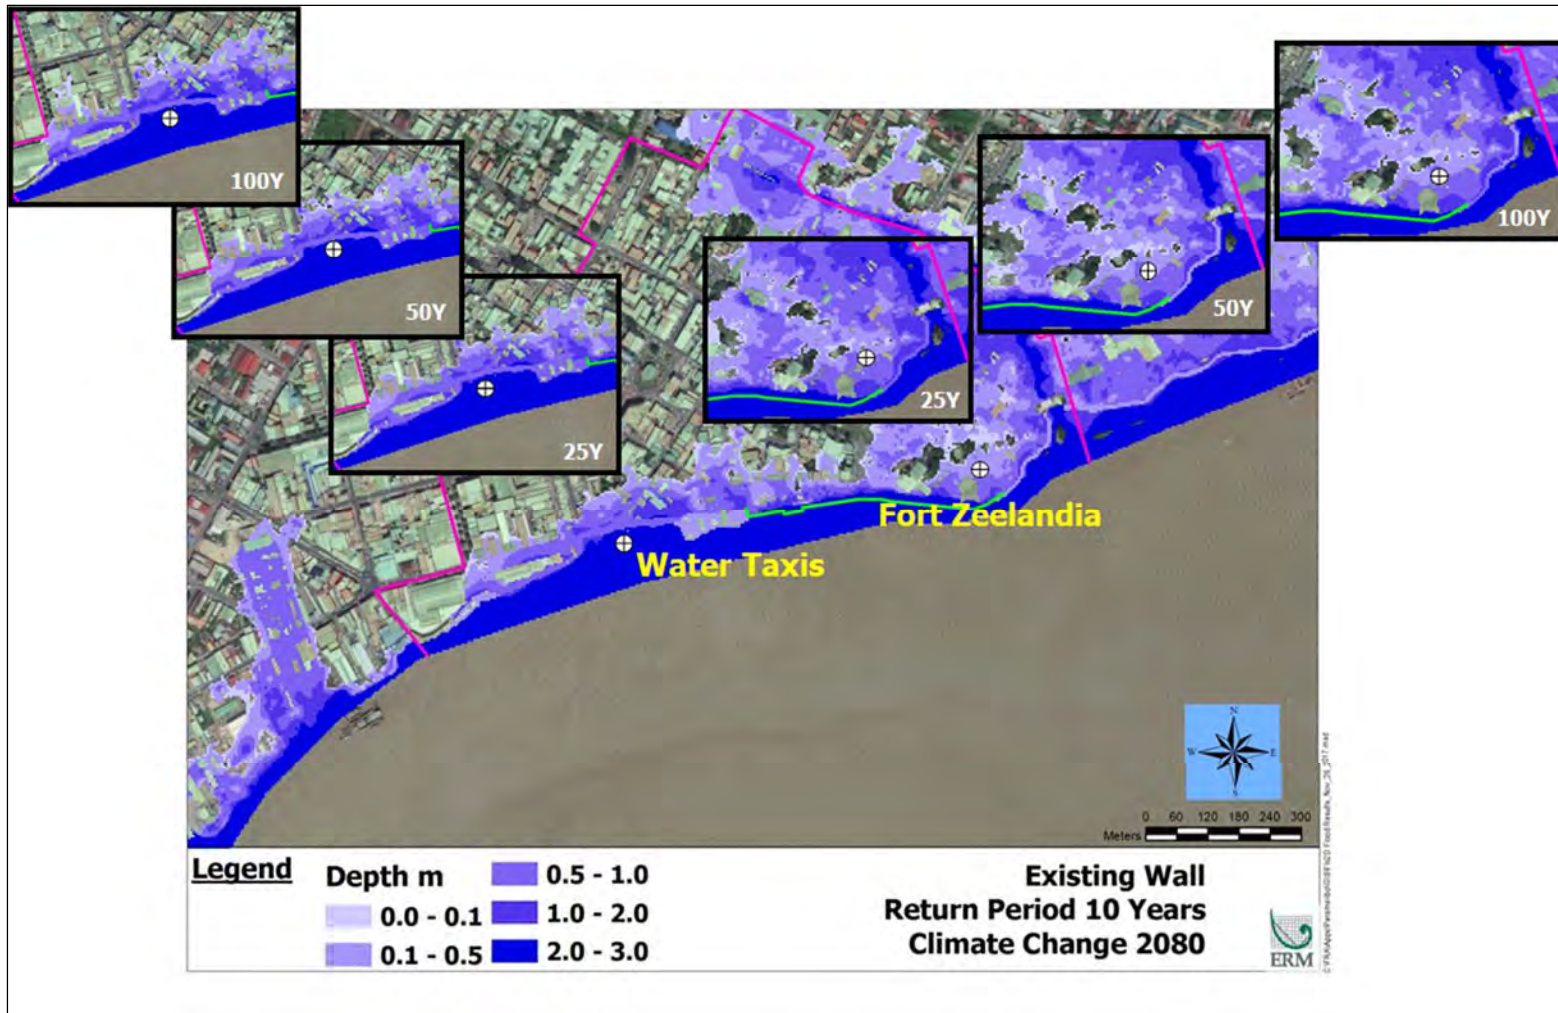 100Y
50Y
25Y
25Y
50Y
100Y
Fort Zeelandia
Water Taxis
N
W
E
S
0 60 120 180 240 300
Meters
Legend
Depth m
0.0 - 0.1
0.1 - 0.5
0.5 - 1.0
1.0 - 2.0
2.0 - 3.0
Existing Wall
Return Period 10 Years
Climate Change 2080
ERM